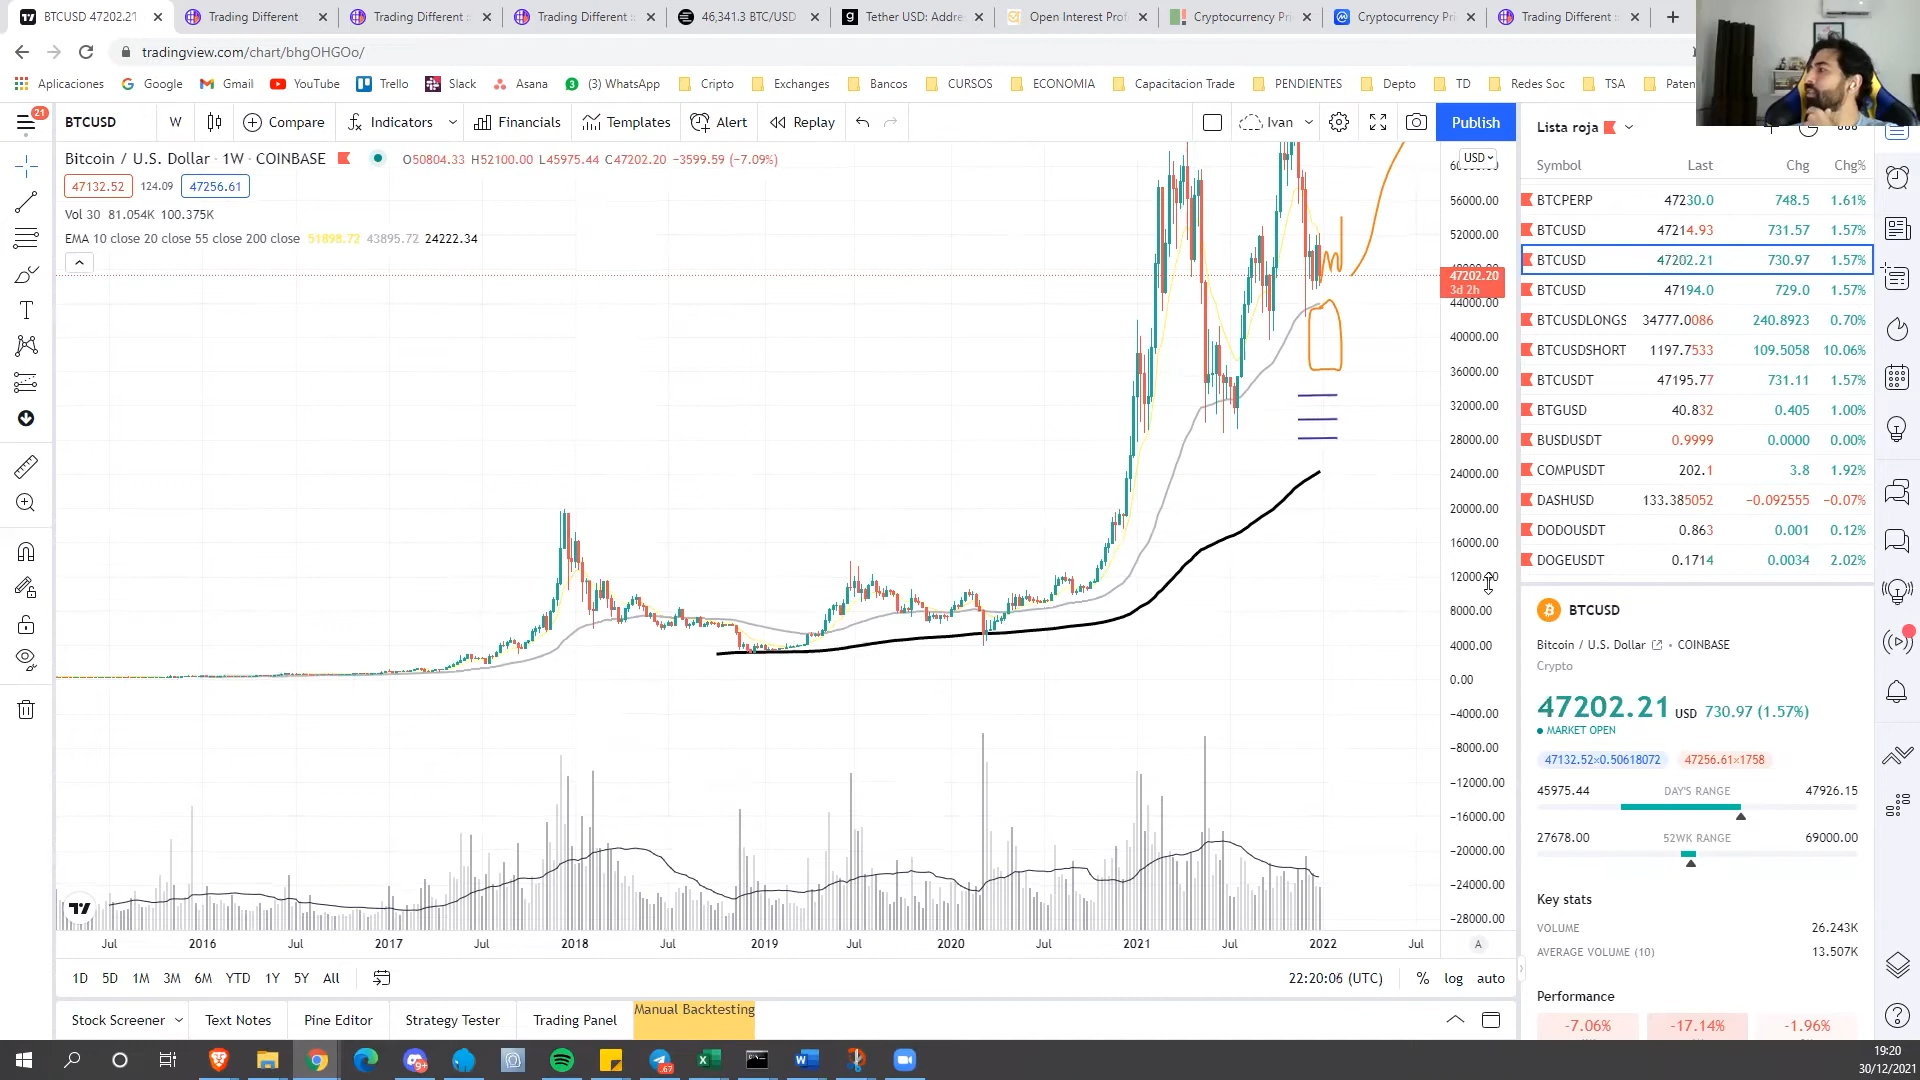 BTCUSD 47202.21
Trading Different
Trading Different ::
Trading Different ::
46,341.3 BTC/USD
Tether USD: Addre
Open Interest Prof
Cryptocurrency Pri
Cryptocurrency Pri
Trading Different ::
tradingview.com/chart/bhgOHGOo/
Aplicaciones
Google
Gmail
YouTube
Trello
Slack
Asana
(3) WhatsApp
Cripto
Exchanges
Bancos
CURSOS
ECONOMIA
Capacitacion Trade
PENDIENTES
Depto
TD
Redes Soc
TSA
Paten
21
BTCUSD
W
Compare
Indicators
Financials
Templates
Alert
Replay
Ivan
Publish
Bitcoin / U.S. Dollar · 1W · COINBASE
O50804.33 H52100.00 L45975.44 C47202.20 −3599.59 (−7.09%)
47132.52 124.09 47256.61
Vol 30 81.054K 100.375K
EMA 10 close 20 close 55 close 200 close 51898.72 43895.72 24222.34
USD
56000.00
52000.00
47202.20
3d 2h
44000.00
40000.00
36000.00
32000.00
28000.00
24000.00
20000.00
16000.00
12000.00
8000.00
4000.00
0.00
−4000.00
−8000.00
−12000.00
−16000.00
−20000.00
−24000.00
−28000.00
Jul 2016 Jul 2017 Jul 2018 Jul 2019 Jul 2020 Jul 2021 Jul 2022 Jul
A
1D 5D 1M 3M 6M YTD 1Y 5Y All
22:20:06 (UTC)
% log auto
Stock Screener
Text Notes
Pine Editor
Strategy Tester
Trading Panel
Manual Backtesting
Lista roja
Symbol Last Chg Chg%
BTCPERP 47230.0 748.5 1.61%
BTCUSD 47214.93 731.57 1.57%
BTCUSD 47202.21 730.97 1.57%
BTCUSD 47194.0 729.0 1.57%
BTCUSDLONGS 34777.0086 240.8923 0.70%
BTCUSDSHORT 1197.7533 109.5058 10.06%
BTCUSDT 47195.77 731.11 1.57%
BTGUSD 40.832 0.405 1.00%
BUSDUSDT 0.9999 0.0000 0.00%
COMPUSDT 202.1 3.8 1.92%
DASHUSD 133.385052 −0.092555 −0.07%
DODOUSDT 0.863 0.001 0.12%
DOGEUSDT 0.1714 0.0034 2.02%
BTCUSD
Bitcoin / U.S. Dollar • COINBASE
Crypto
47202.21 USD 730.97 (1.57%)
MARKET OPEN
47132.52×0.50618072 47256.61×1758
45975.44 DAY'S RANGE 47926.15
27678.00 52WK RANGE 69000.00
Key stats
VOLUME 26.243K
AVERAGE VOLUME (10) 13.507K
Performance
-7.06% -17.14% -1.96%
19:20
30/12/2021